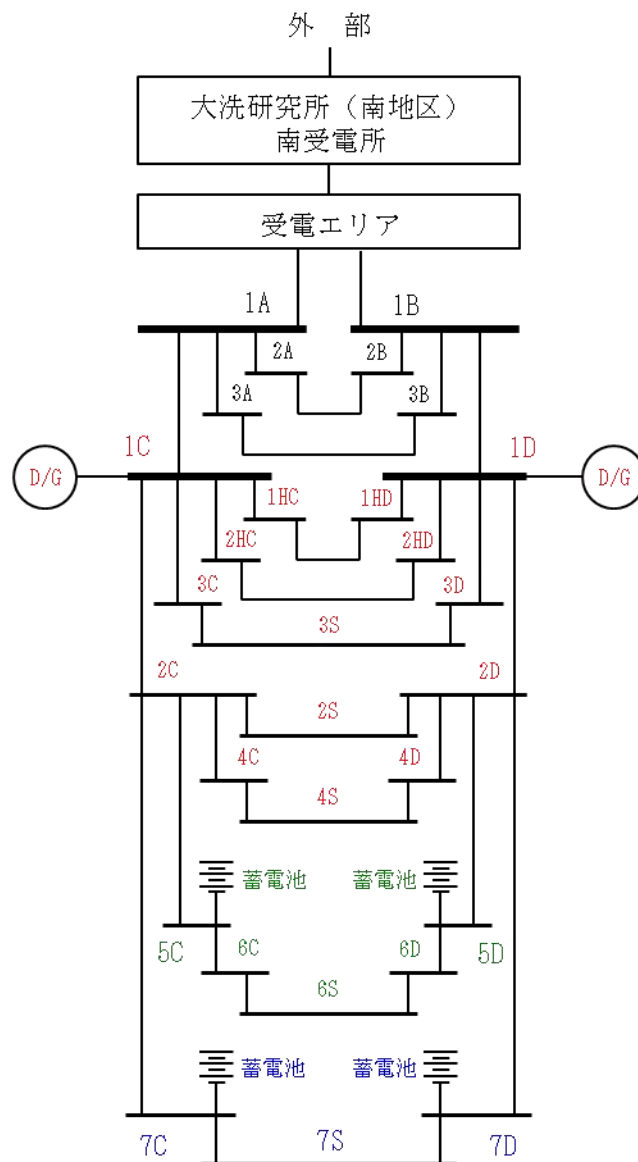 外 部
大洗研究所（南地区）
南受電所
受電エリア
1A 1B
2A 2B
3A 3B
1C 1D
D/G D/G
1HC 1HD
2HC 2HD
3C 3D
3S
2C 2D
2S
4C 4D
4S
蓄電池 蓄電池
5C 6C 6D 5D
6S
蓄電池 蓄電池
7C 7S 7D